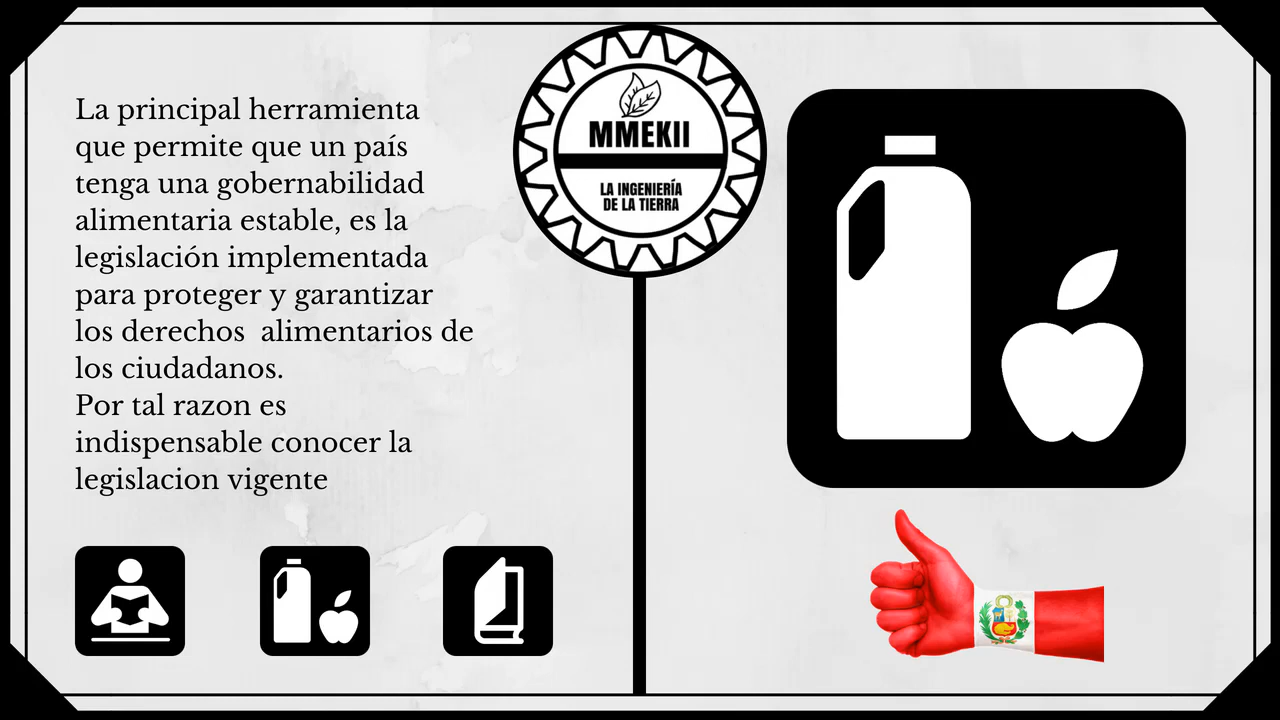 La principal herramienta
que permite que un país
tenga una gobernabilidad
alimentaria estable, es la
legislación implementada
para proteger y garantizar
los derechos  alimentarios de
los ciudadanos.
Por tal razon es
indispensable conocer la
legislacion vigente
MMEKII
LA INGENIERÍA
DE LA TIERRA